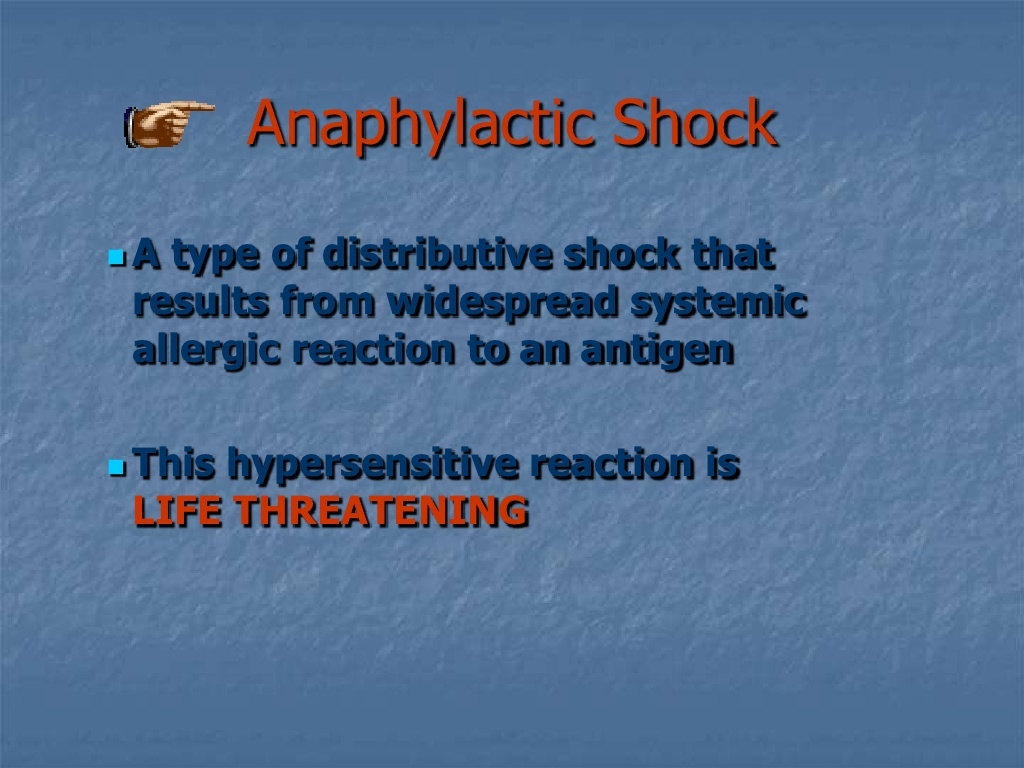 Anaphylactic Shock
A type of distributive shock that
results from widespread systemic
allergic reaction to an antigen
This hypersensitive reaction is
LIFE THREATENING